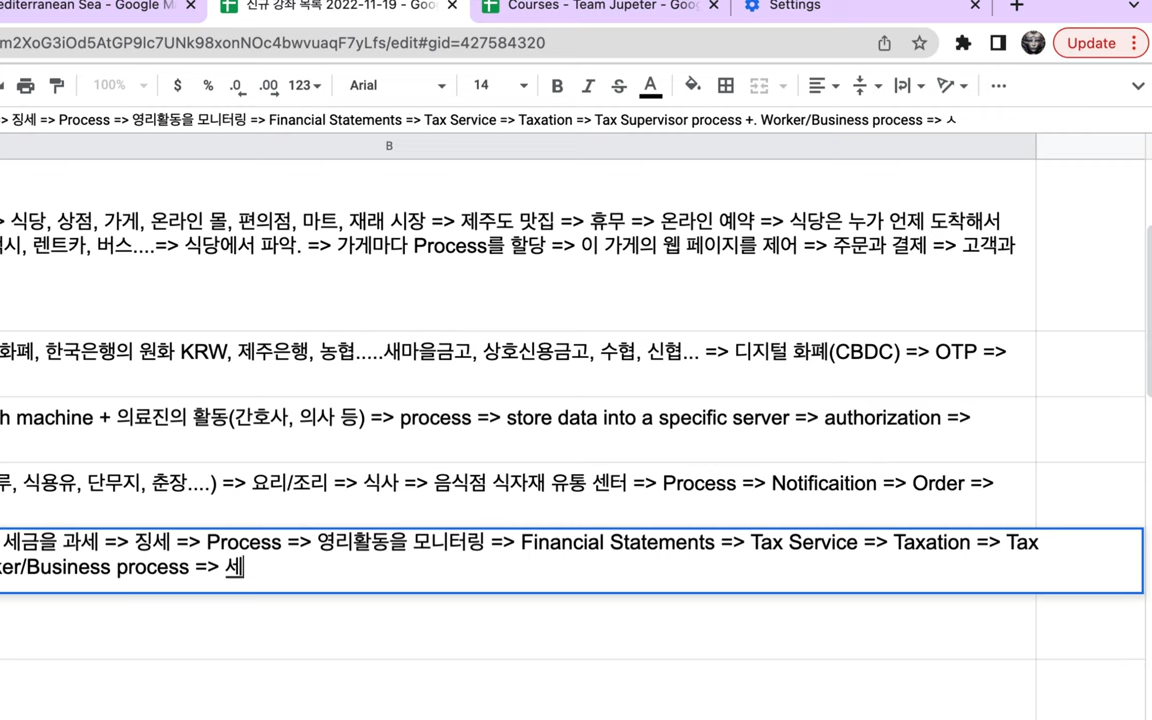 editerranean Sea - Google M
신규 강좌 목록 2022-11-19 - Goo
Courses - Team Jupeter - Goog
Settings
m2XoG3iOd5AtGP9lc7UNk98xonNOc4bwvuaqF7yLfs/edit#gid=427584320
Update
100% $ % .0 .00 123 Arial 14 B I S A
> 징세 => Process => 영리활동을 모니터링 => Financial Statements => Tax Service => Taxation => Tax Supervisor process +. Worker/Business process => ㅅ
B
> 식당, 상점, 가게, 온라인 몰, 편의점, 마트, 재래 시장 => 제주도 맛집 => 휴무 => 온라인 예약 => 식당은 누가 언제 도착해서
시, 렌트카, 버스....=> 식당에서 파악. => 가게마다 Process를 할당 => 이 가게의 웹 페이지를 제어 => 주문과 결제 => 고객과
화폐, 한국은행의 원화 KRW, 제주은행, 농협.....새마을금고, 상호신용금고, 수협, 신협... => 디지털 화폐(CBDC) => OTP =>
h machine + 의료진의 활동(간호사, 의사 등) => process => store data into a specific server => authorization =>
루, 식용유, 단무지, 춘장....) => 요리/조리 => 식사 => 음식점 식자재 유통 센터 => Process => Notificaition => Order =>
세금을 과세 => 징세 => Process => 영리활동을 모니터링 => Financial Statements => Tax Service => Taxation => Tax
ker/Business process => 세